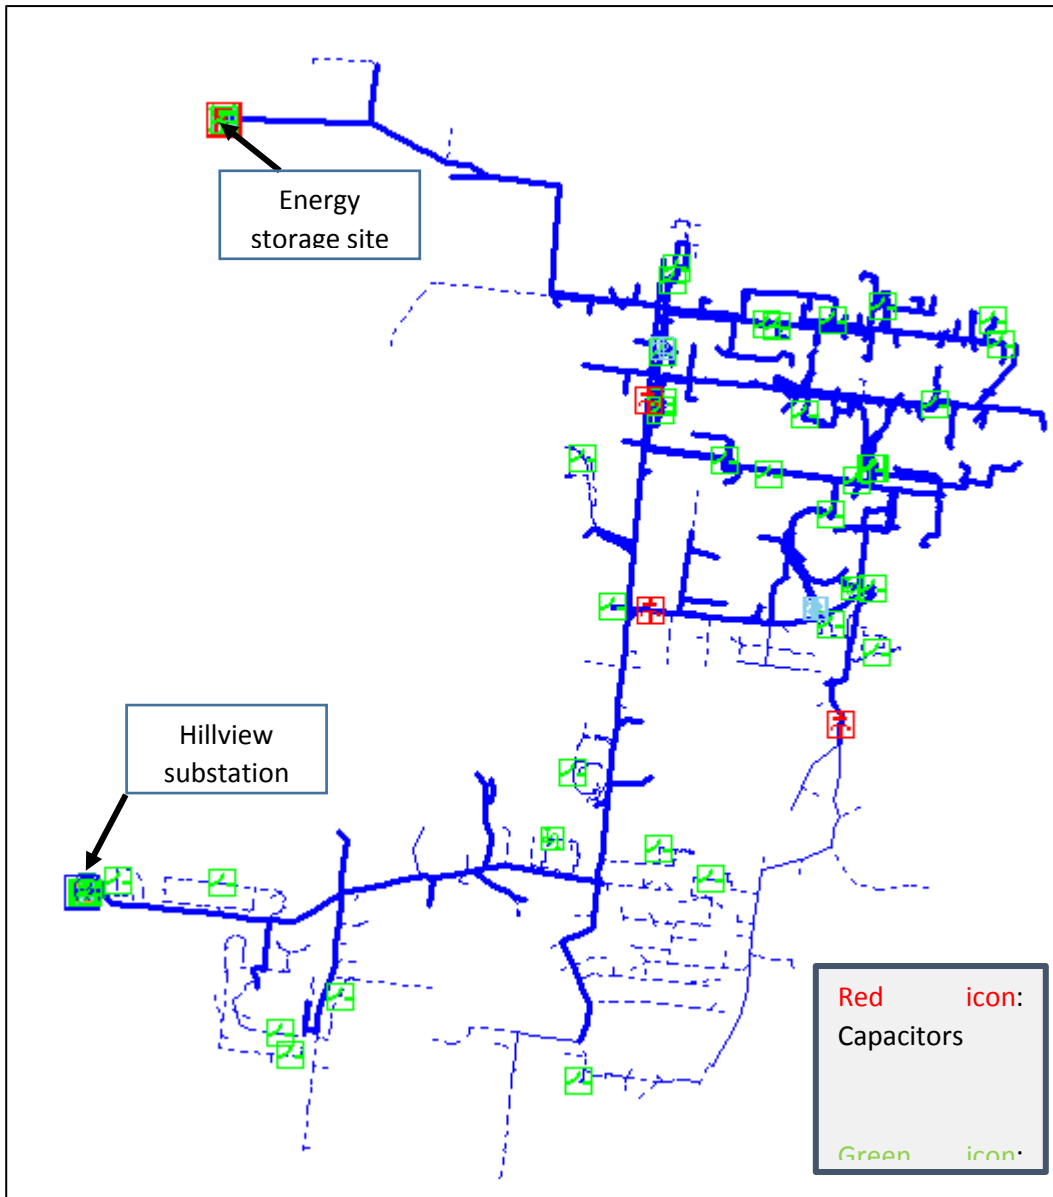 Energy
storage site
Hillview
substation
Red icon:
Capacitors
Green icon: